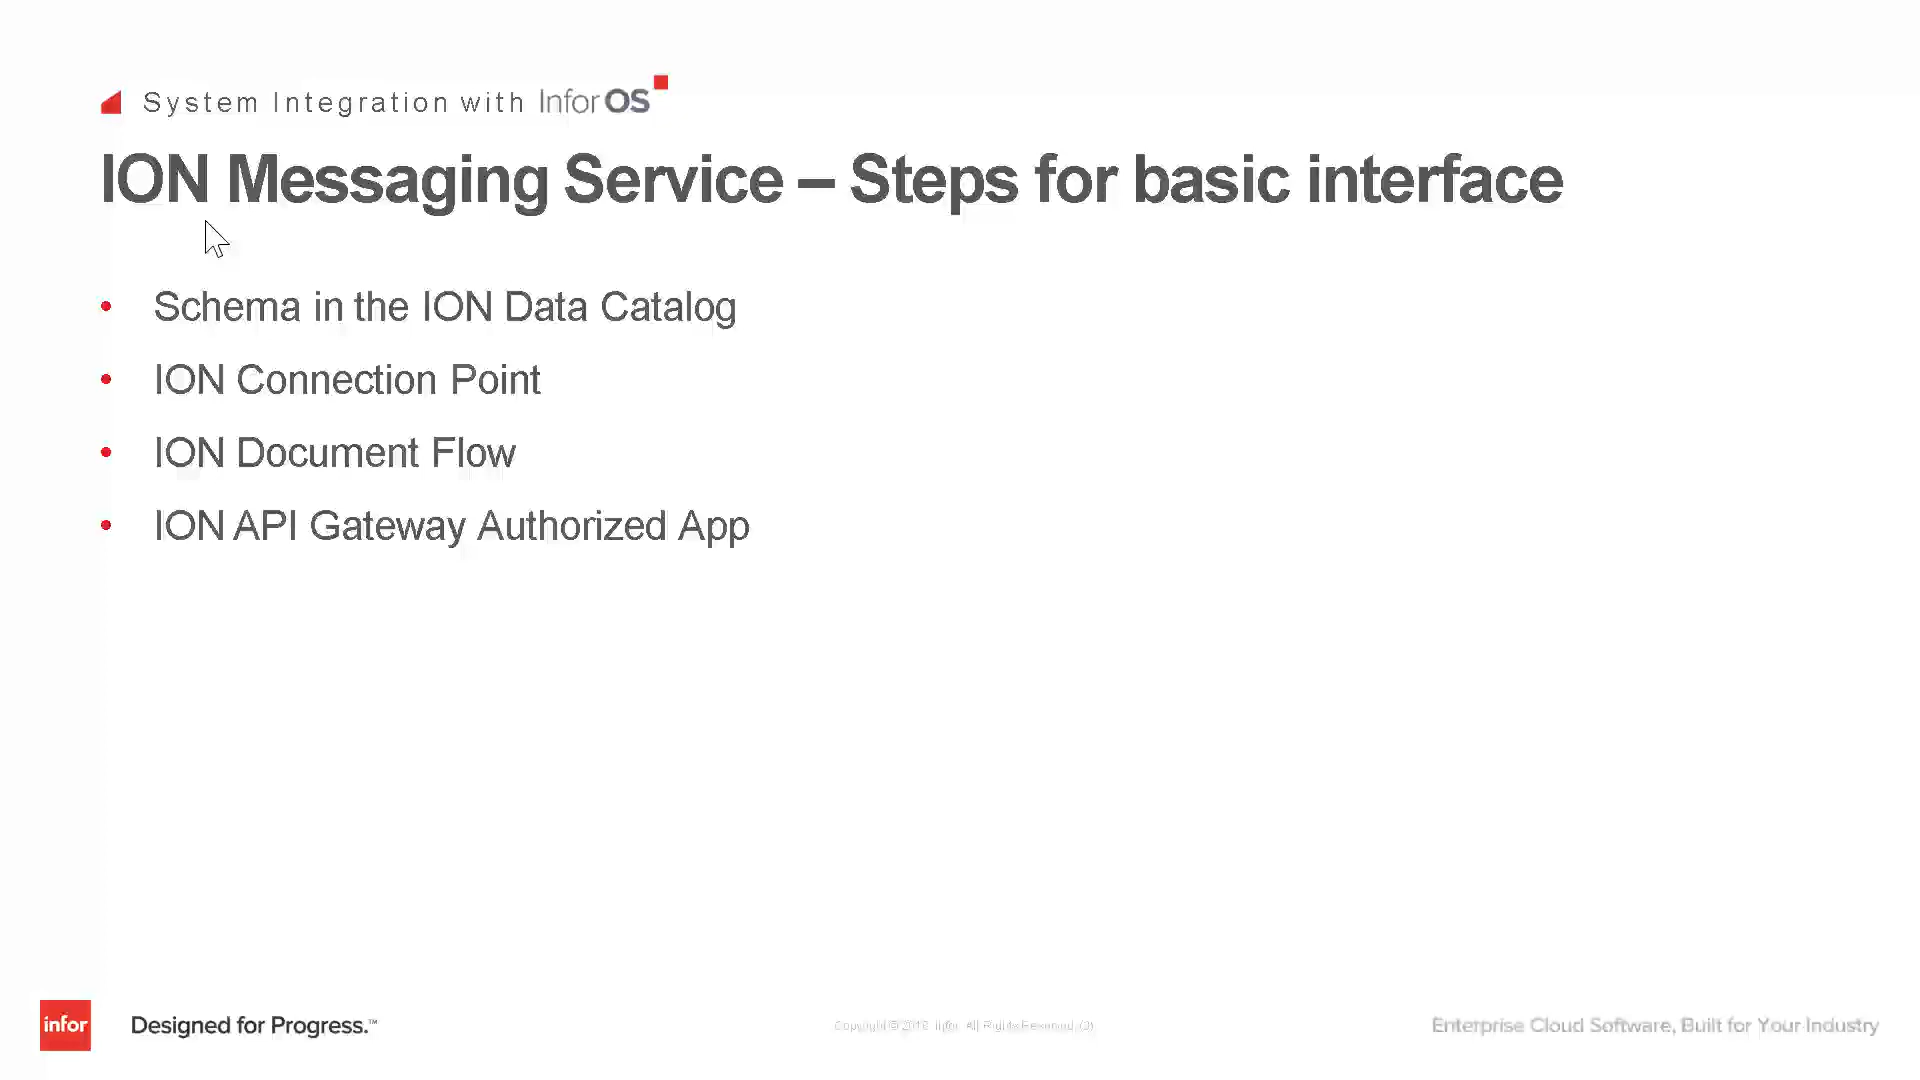 System Integration with Infor OS
ION Messaging Service – Steps for basic interface
• Schema in the ION Data Catalog
• ION Connection Point
• ION Document Flow
• ION API Gateway Authorized App
infor
Designed for Progress.™
Enterprise Cloud Software, Built for Your Industry